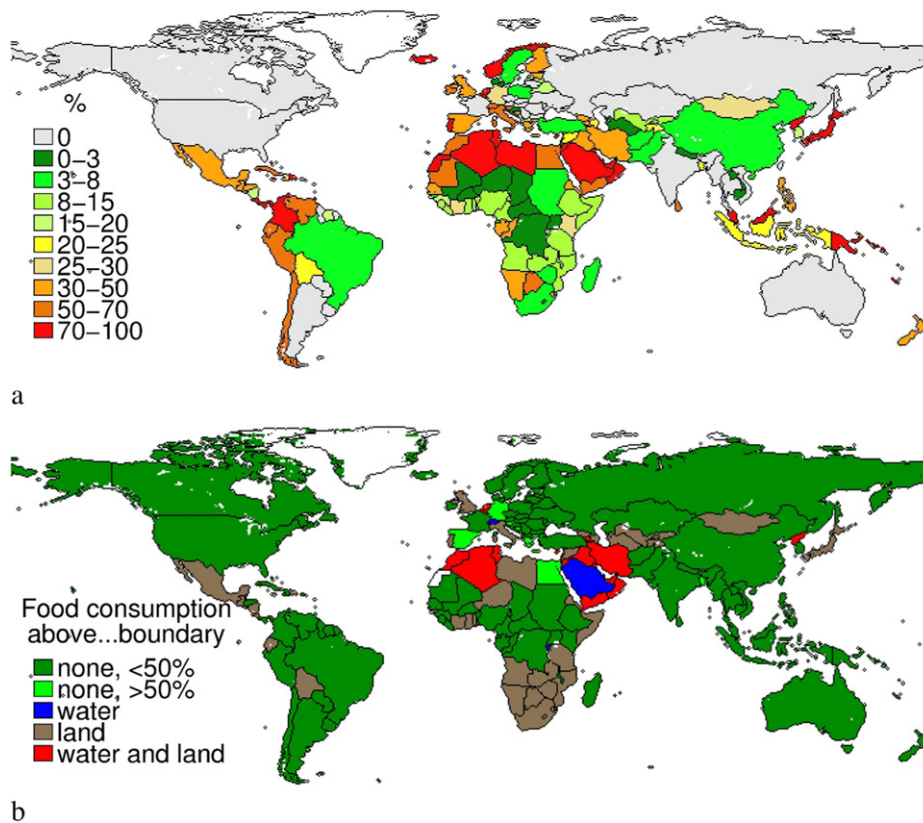 %
0
0–3
3–8
8–15
15–20
20–25
25–30
30–50
50–70
70–100
a
Food consumption
above...boundary
none, <50%
none, >50%
water
land
water and land
b